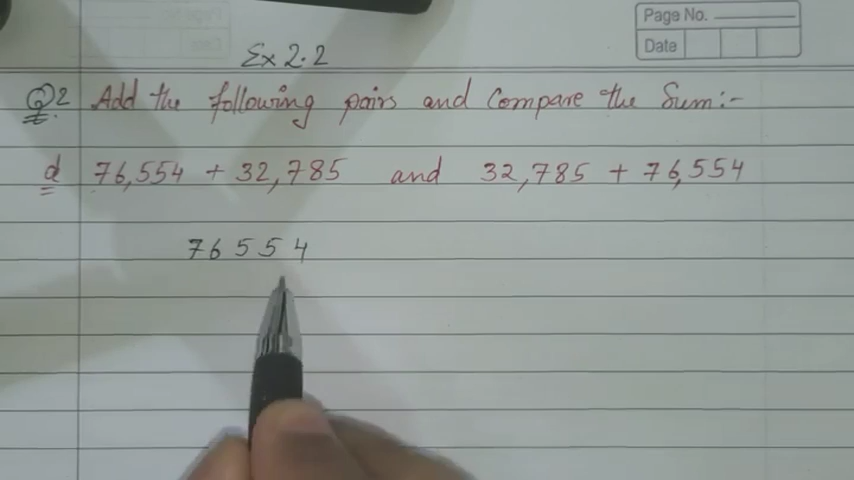 Page No.
Date
Ex 2.2
Q2. Add the following pairs and Compare the Sum:-
d 76,554 + 32,785 and 32,785 + 76,554
76554